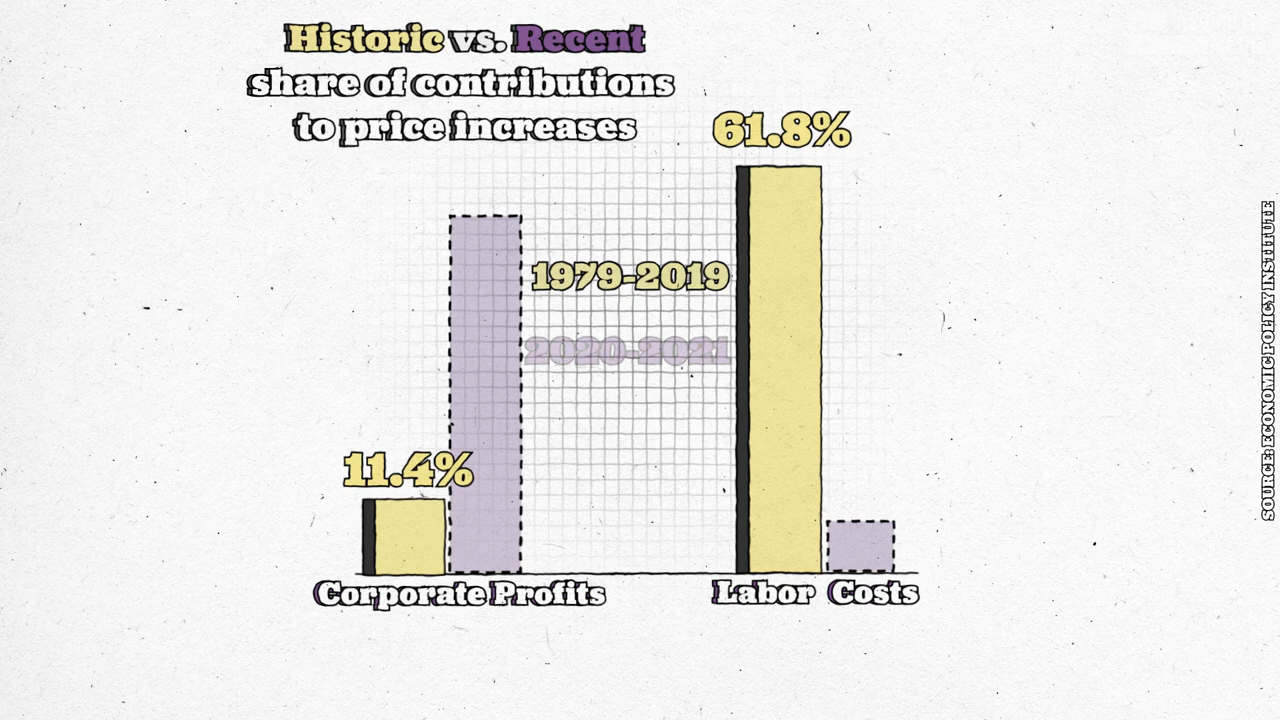 Historic vs. Recent
share of contributions
to price increases
61.8%
1979-2019
2020-2021
11.4%
Corporate Profits
Labor Costs
SOURCE: ECONOMIC POLICY INSTITUTE